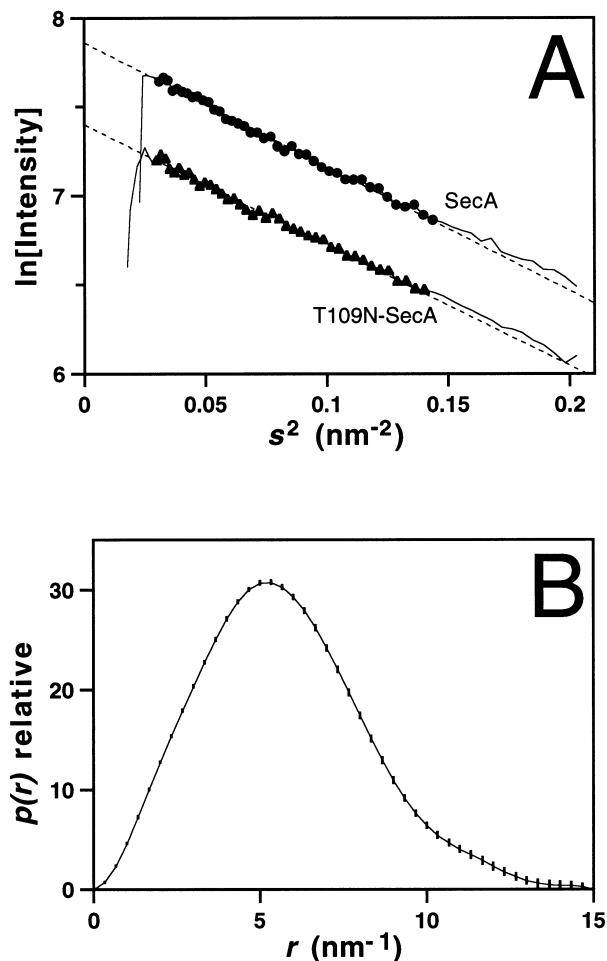 8
A
ln[Intensity]
7
SecA
T109N-SecA
6
0 0.05 0.1 0.15 0.2
s² (nm⁻²)
B
30
p(r) relative
20
10
0
0 5 10 15
r (nm⁻¹)